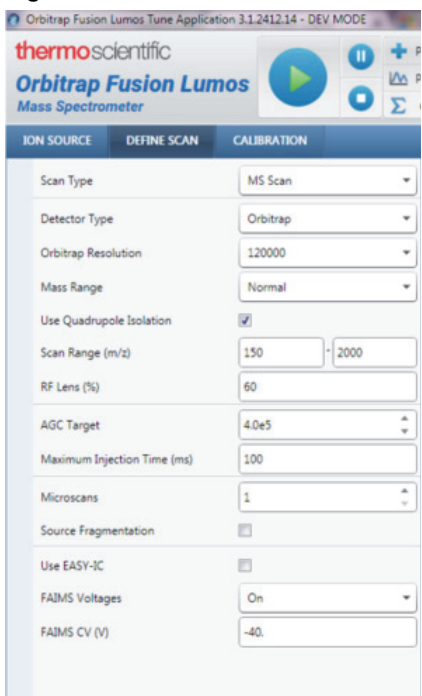 Orbitrap Fusion Lumos Tune Application 3.1.2412.14 - DEV MODE
thermo scientific
Orbitrap Fusion Lumos
Mass Spectrometer
ION SOURCE DEFINE SCAN CALIBRATION
Scan Type MS Scan
Detector Type Orbitrap
Orbitrap Resolution 120000
Mass Range Normal
Use Quadrupole Isolation
Scan Range (m/z) 150 - 2000
RF Lens (%) 60
AGC Target 4.0e5
Maximum Injection Time (ms) 100
Microscans 1
Source Fragmentation
Use EASY-IC
FAIMS Voltages On
FAIMS CV (V) -40.